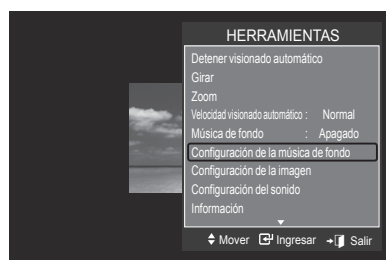 HERRAMIENTAS
Detener visionado automático
Girar
Zoom
Velocidad visionado automático : Normal
Música de fondo : Apagado
Configuración de la música de fondo
Configuración de la imagen
Configuración del sonido
Información
Mover Ingresar Salir